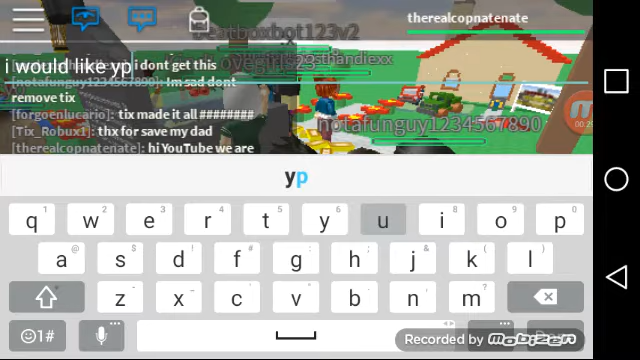 therealcopnatenate
i would like yp
i dont get this
[notafunguy1234567890]: Im sad dont
remove tix
[forgoenlucario]: tix made it all ########
[Tix_Robux1]: thx for save my dad
[therealcopnatenate]: hi YouTube we are
notafunguy1234567890
yp
q w e r t y u i o p
a s d f g h j k l
z x c v b n m
1#
Recorded by mobizen